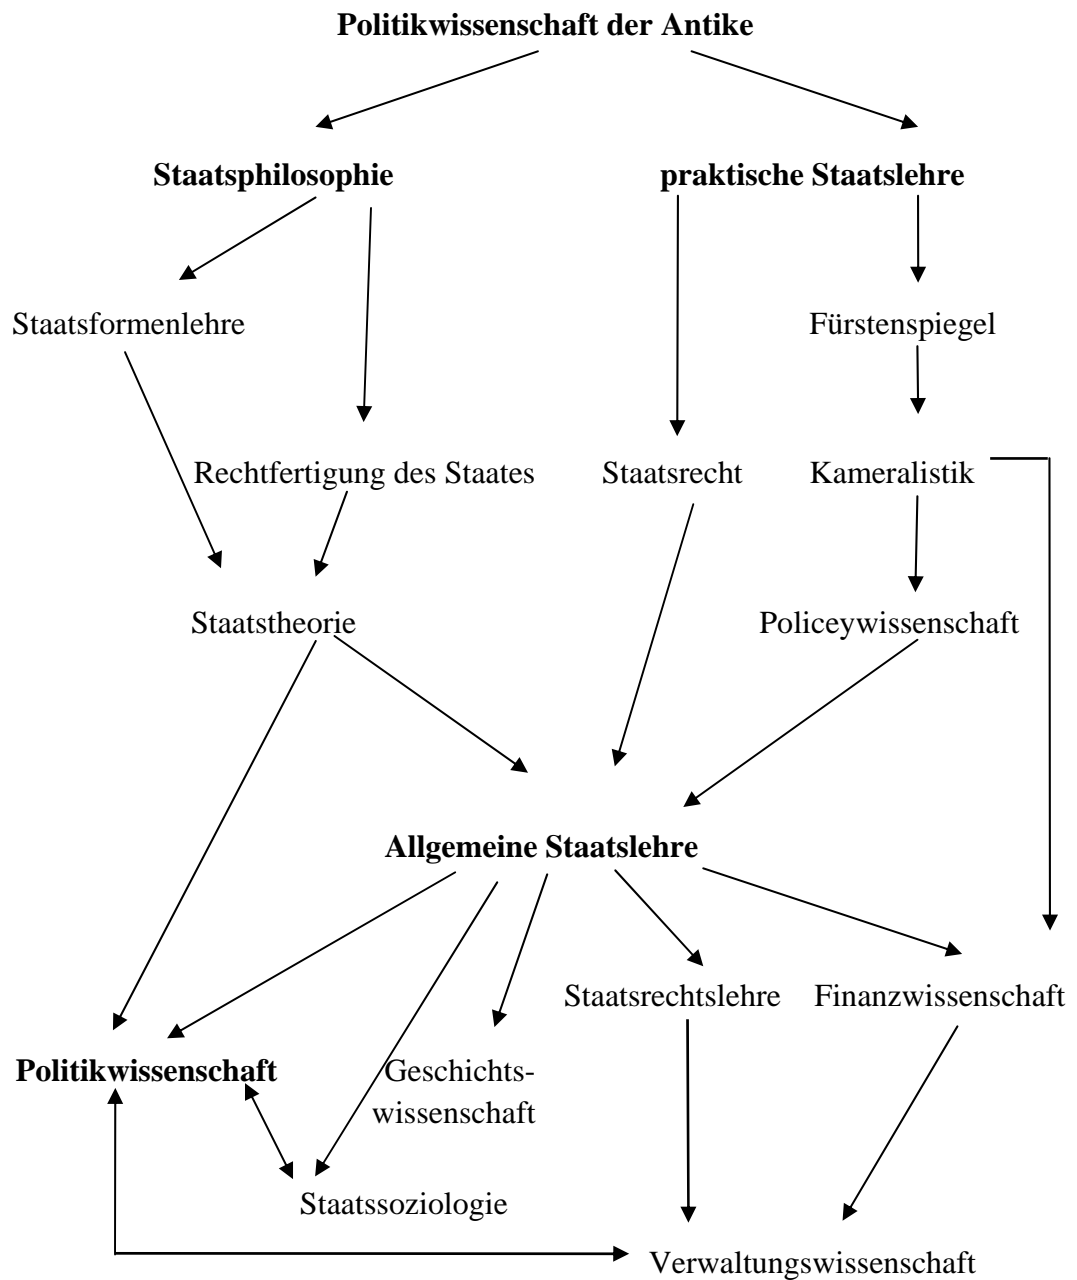 Politikwissenschaft der Antike
Staatsphilosophie
praktische Staatslehre
Staatsformenlehre
Fürstenspiegel
Rechtfertigung des Staates
Staatsrecht
Kameralistik
Staatstheorie
Policeywissenschaft
Allgemeine Staatslehre
Staatsrechtslehre
Finanzwissenschaft
Politikwissenschaft
Geschichts-
wissenschaft
Staatssoziologie
Verwaltungswissenschaft